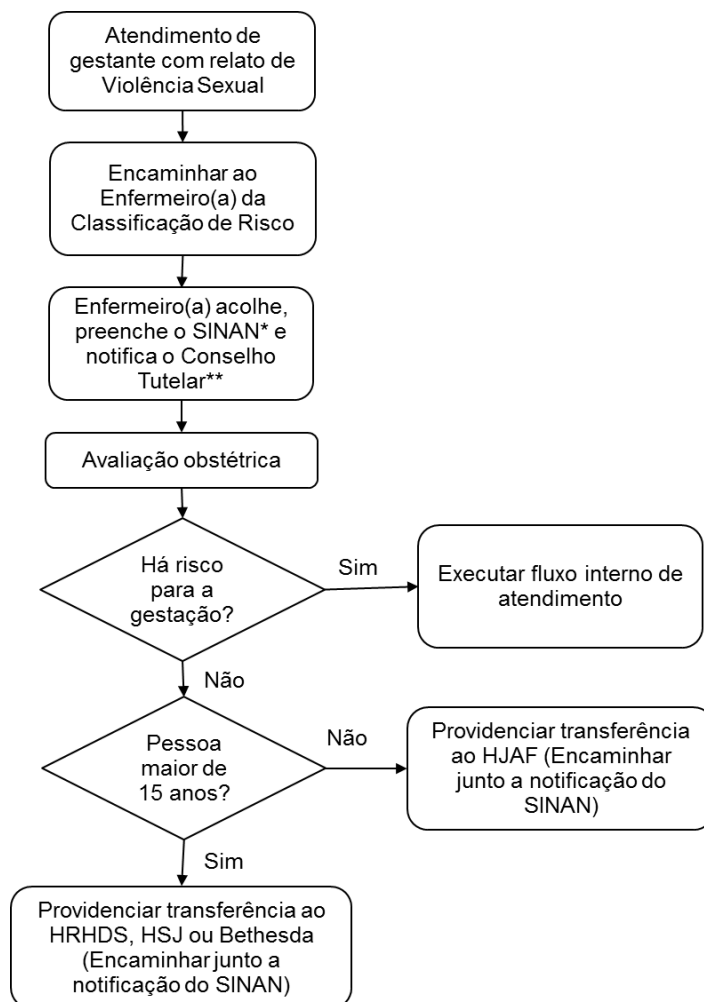 Atendimento de
gestante com relato de
Violência Sexual
Encaminhar ao
Enfermeiro(a) da
Classificação de Risco
Enfermeiro(a) acolhe,
preenche o SINAN* e
notifica o Conselho
Tutelar**
Avaliação obstétrica
Há risco
para a
gestação?
Sim
Executar fluxo interno de
atendimento
Não
Pessoa
maior de
15 anos?
Não
Providenciar transferência
ao HJAF (Encaminhar
junto a notificação do
SINAN)
Sim
Providenciar transferência ao
HRHDS, HSJ ou Bethesda
(Encaminhar junto a
notificação do SINAN)